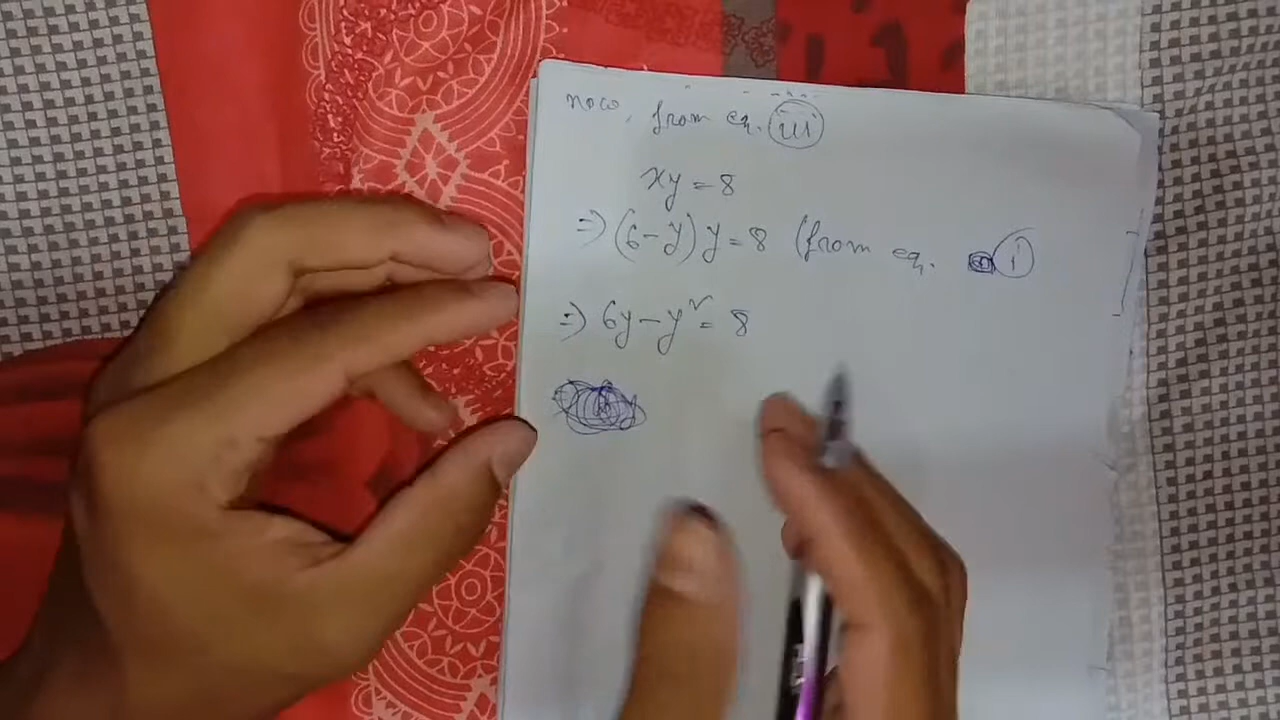 now, from eq. (iii)
xy = 8
⇒ (6 - y) y = 8 (from eq. (i)
⇒ 6y - y² = 8